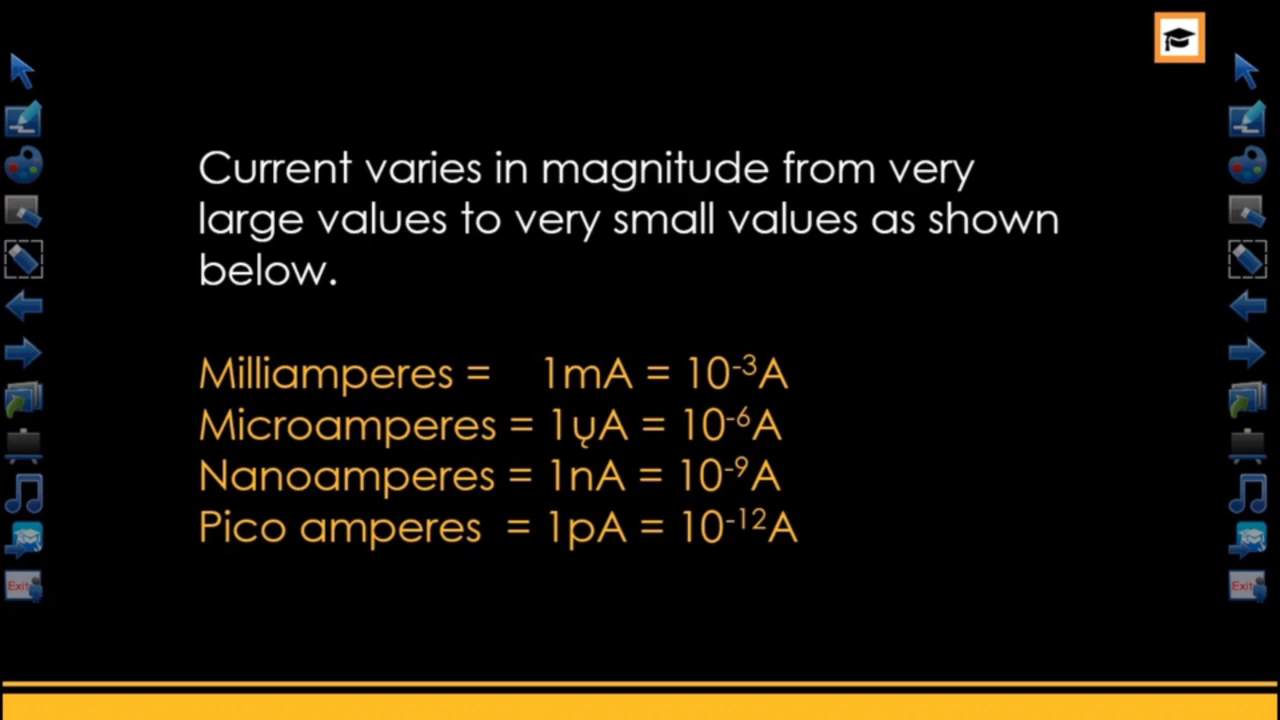 Current varies in magnitude from very
large values to very small values as shown
below.
Milliamperes = 1mA = 10⁻³A
Microamperes = 1ųA = 10⁻⁶A
Nanoamperes = 1nA = 10⁻⁹A
Pico amperes = 1pA = 10⁻¹²A
Exit
Exit